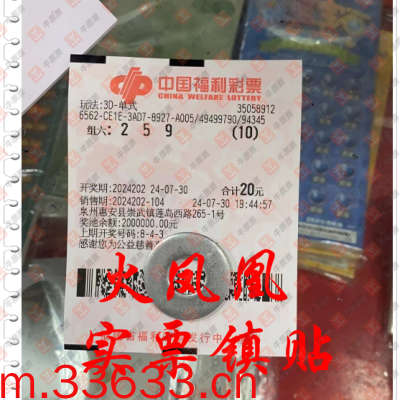 中国福利彩票
CHINA WELFARE LOTTERY
玩法:3D-单式
35058912
6562-CE1E-3AD7-8927-A005/49499790/94345
组六: 2 5 9 (10)
开奖期:2024202 24-07-30 合计20元
销售期:2024202-104 24-07-30 19:44:57
泉州惠安县崇武镇莲岛西路265-1号
奖池余额:2000000.00元
上期开奖号码:8-4-3
感谢您为公益慈善
火凤凰
实票镇贴
m.33633.cn